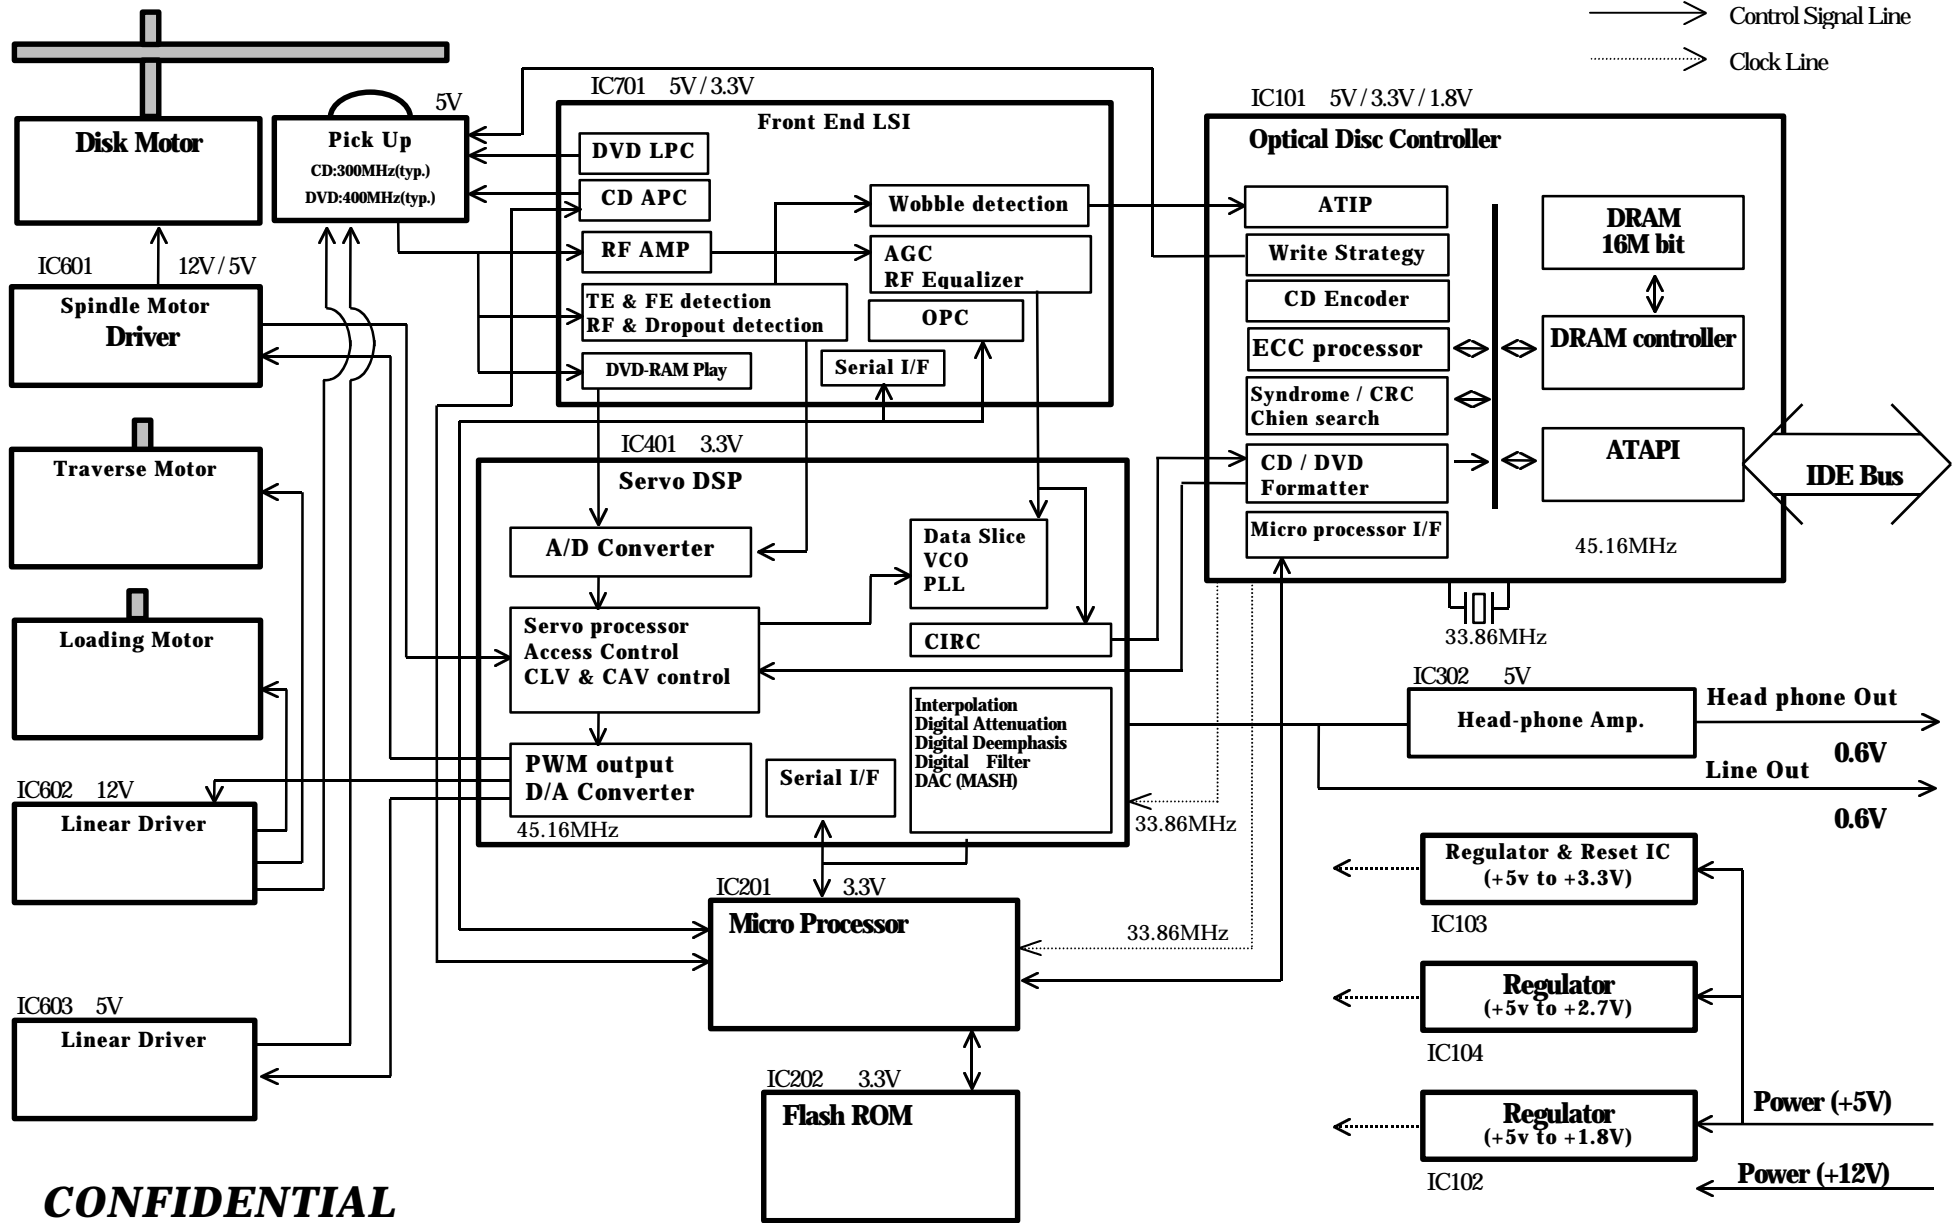 Control Signal Line
Clock Line
Disk Motor
5V
Pick Up
CD:300MHz(typ.)
DVD:400MHz(typ.)
IC601 12V / 5V
Spindle Motor
Driver
Traverse Motor
Loading Motor
IC602 12V
Linear Driver
IC603 5V
Linear Driver
CONFIDENTIAL
IC701 5V / 3.3V
Front End LSI
DVD LPC
CD APC
Wobble detection
RF AMP
AGC
RF Equalizer
TE & FE detection
RF & Dropout detection
OPC
DVD-RAM Play
Serial I/F
IC401 3.3V
Servo DSP
A/D Converter
Data Slice
VCO
PLL
Servo processor
Access Control
CLV & CAV control
CIRC
Interpolation
Digital Attenuation
Digital Deemphasis
Digital Filter
DAC (MASH)
PWM output
D/A Converter
Serial I/F
45.16MHz
33.86MHz
IC201 3.3V
Micro Processor
33.86MHz
IC202 3.3V
Flash ROM
IC101 5V / 3.3V / 1.8V
Optical Disc Controller
ATIP
Write Strategy
CD Encoder
ECC processor
Syndrome / CRC
Chien search
CD / DVD
Formatter
Micro processor I/F
DRAM
16M bit
DRAM controller
ATAPI
IDE Bus
45.16MHz
33.86MHz
IC302 5V
Head-phone Amp.
Head phone Out
0.6V
Line Out
0.6V
Regulator & Reset IC
(+5v to +3.3V)
IC103
Regulator
(+5v to +2.7V)
IC104
Regulator
(+5v to +1.8V)
IC102
Power (+5V)
Power (+12V)